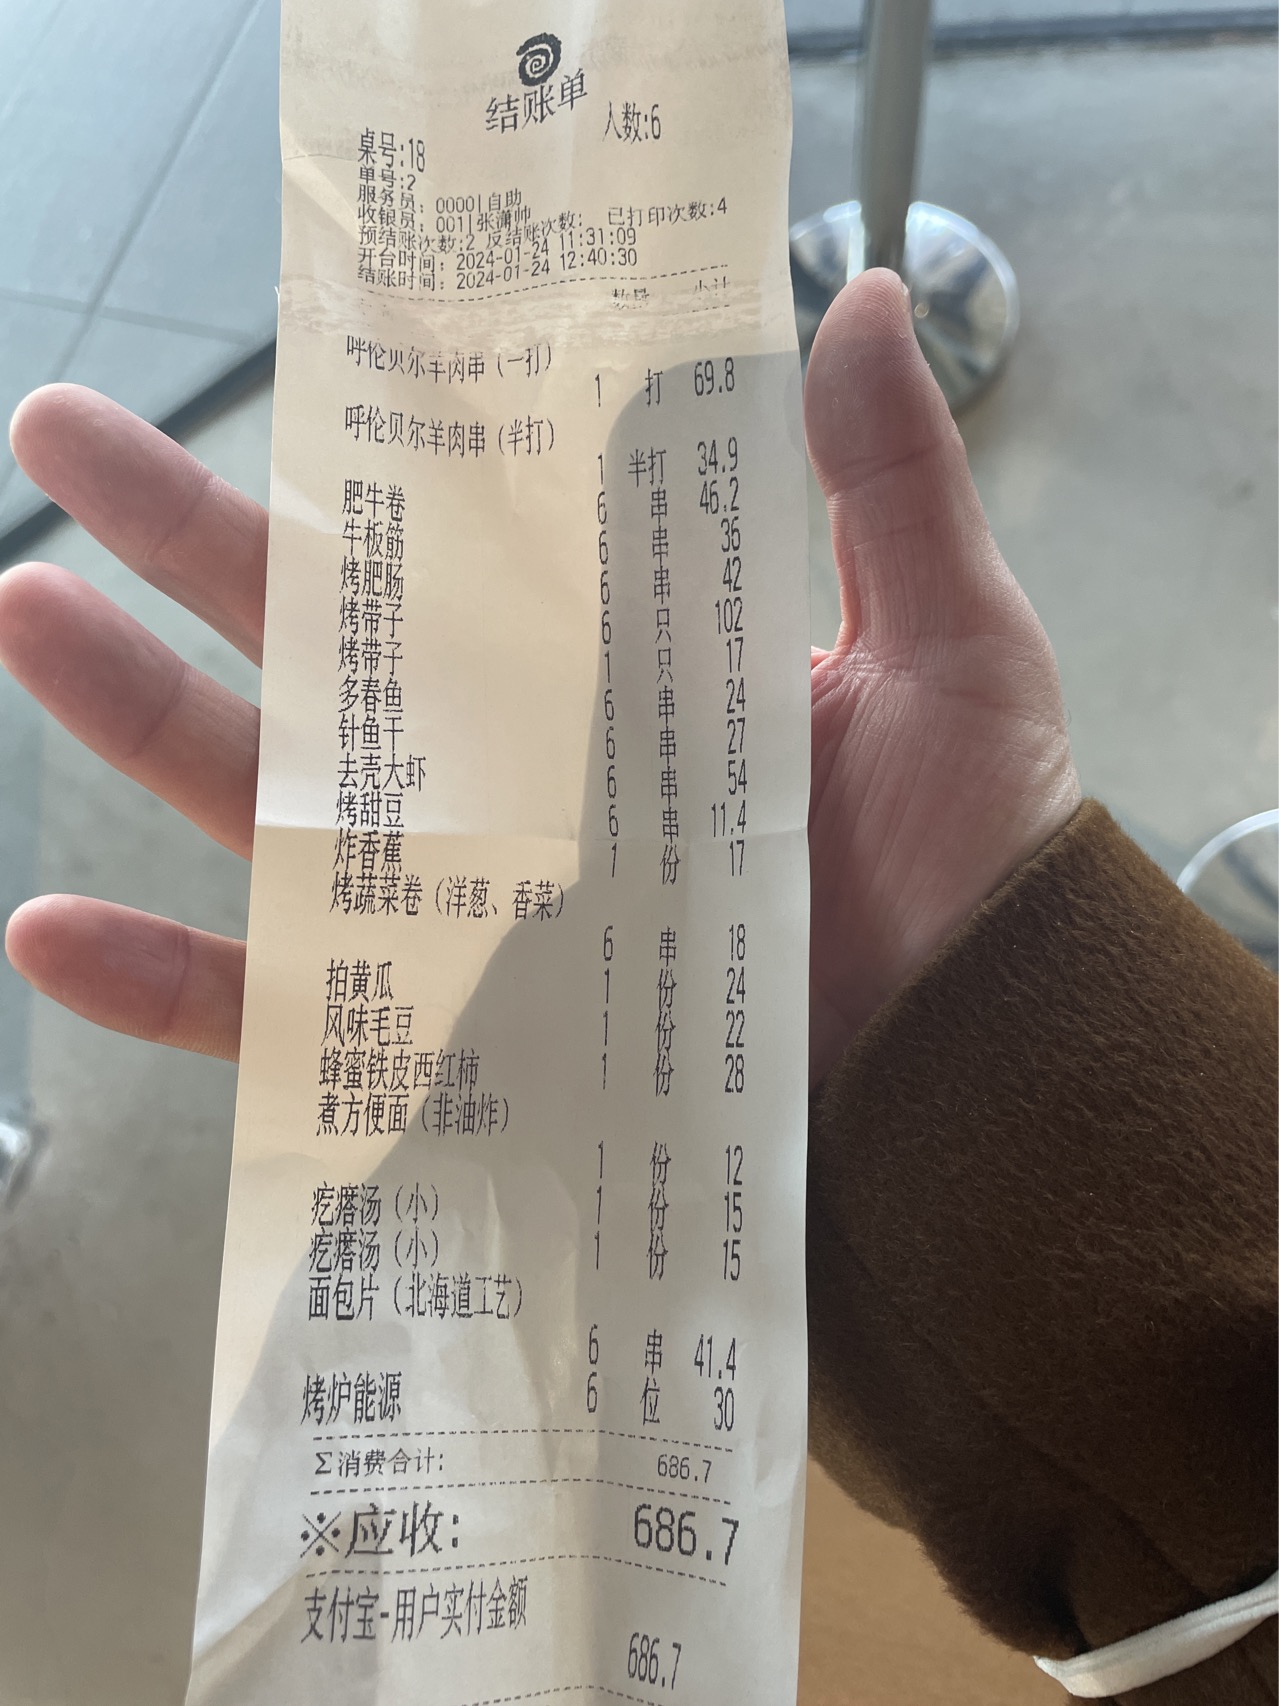 结账单
桌号:18 人数:6
单号:2
服务员: 0000|自助
收银员: 001|张潇帅
预结账次数:2 反结账次数: 已打印次数:4
开台时间: 2024-01-24 11:31:09
结账时间: 2024-01-24 12:40:30
数量 小计
呼伦贝尔羊肉串(一打)
1 打 69.8
呼伦贝尔羊肉串(半打)
1 半打 34.9
肥牛卷 6 串 46.2
牛板筋 6 串 36
烤肥肠 6 串 42
烤带子 6 只 102
烤带子 1 只 17
多春鱼 6 串 24
针鱼干 6 串 27
去壳大虾 6 串 54
烤甜豆 6 串 11.4
炸香蕉 1 份 17
烤蔬菜卷(洋葱、香菜)
6 串 18
拍黄瓜 1 份 24
风味毛豆 1 份 22
蜂蜜铁皮西红柿 1 份 28
煮方便面(非油炸)
1 份 12
疙瘩汤(小) 1 份 15
疙瘩汤(小) 1 份 15
面包片(北海道工艺)
6 串 41.4
烤炉能源 6 位 30
Σ消费合计: 686.7
※应收: 686.7
支付宝-用户实付金额
686.7